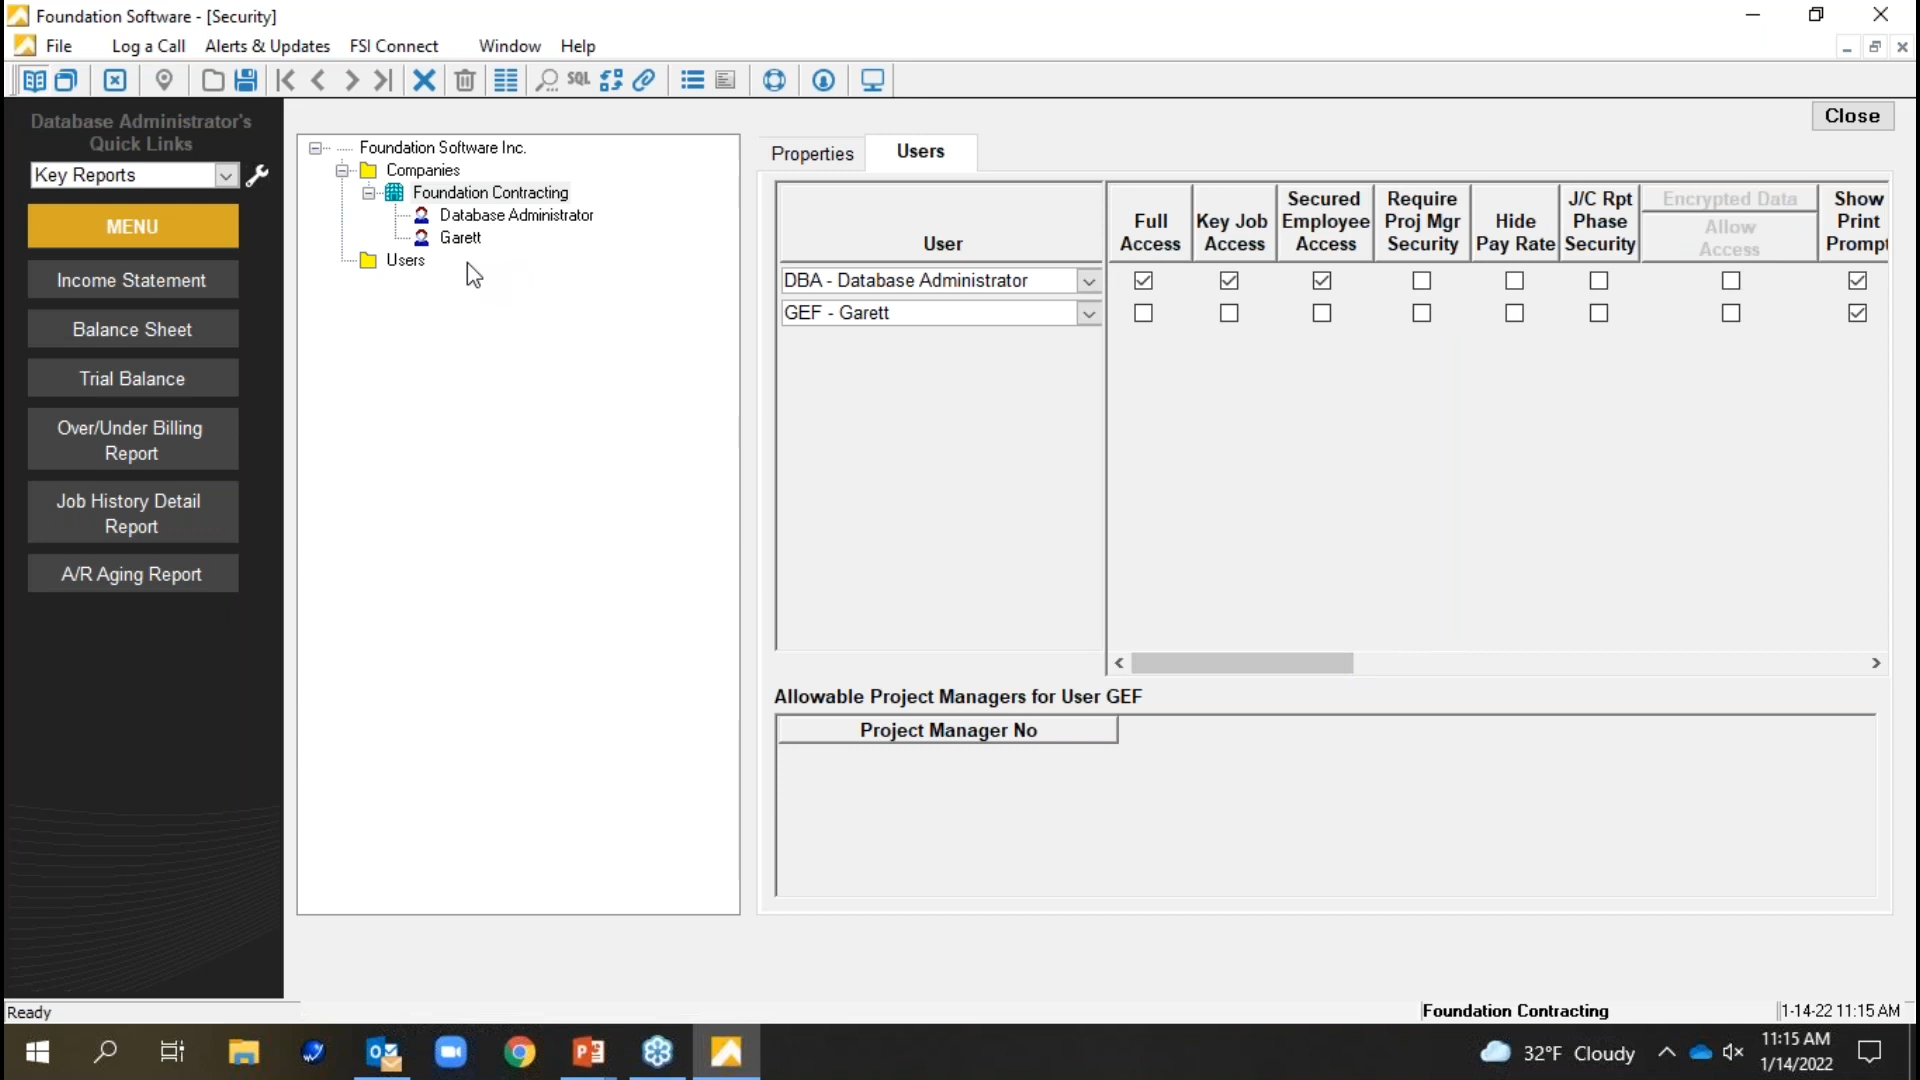 Foundation Software - [Security]
File Log a Call Alerts & Updates FSI Connect Window Help
SQL
Close
Database Administrator's
Quick Links
Key Reports
MENU
Income Statement
Balance Sheet
Trial Balance
Over/Under Billing
Report
Job History Detail
Report
A/R Aging Report
Foundation Software Inc.
Companies
Foundation Contracting
Database Administrator
Garett
Users
Properties Users
User
Full
Access
Key Job
Access
Secured
Employee
Access
Require
Proj Mgr
Security
Hide
Pay Rate
J/C Rpt
Phase
Security
Encrypted Data
Allow
Access
Show
Print
Prompt
DBA - Database Administrator
GEF - Garett
Allowable Project Managers for User GEF
Project Manager No
Ready
Foundation Contracting
1-14-22 11:15 AM
32°F Cloudy
11:15 AM
1/14/2022